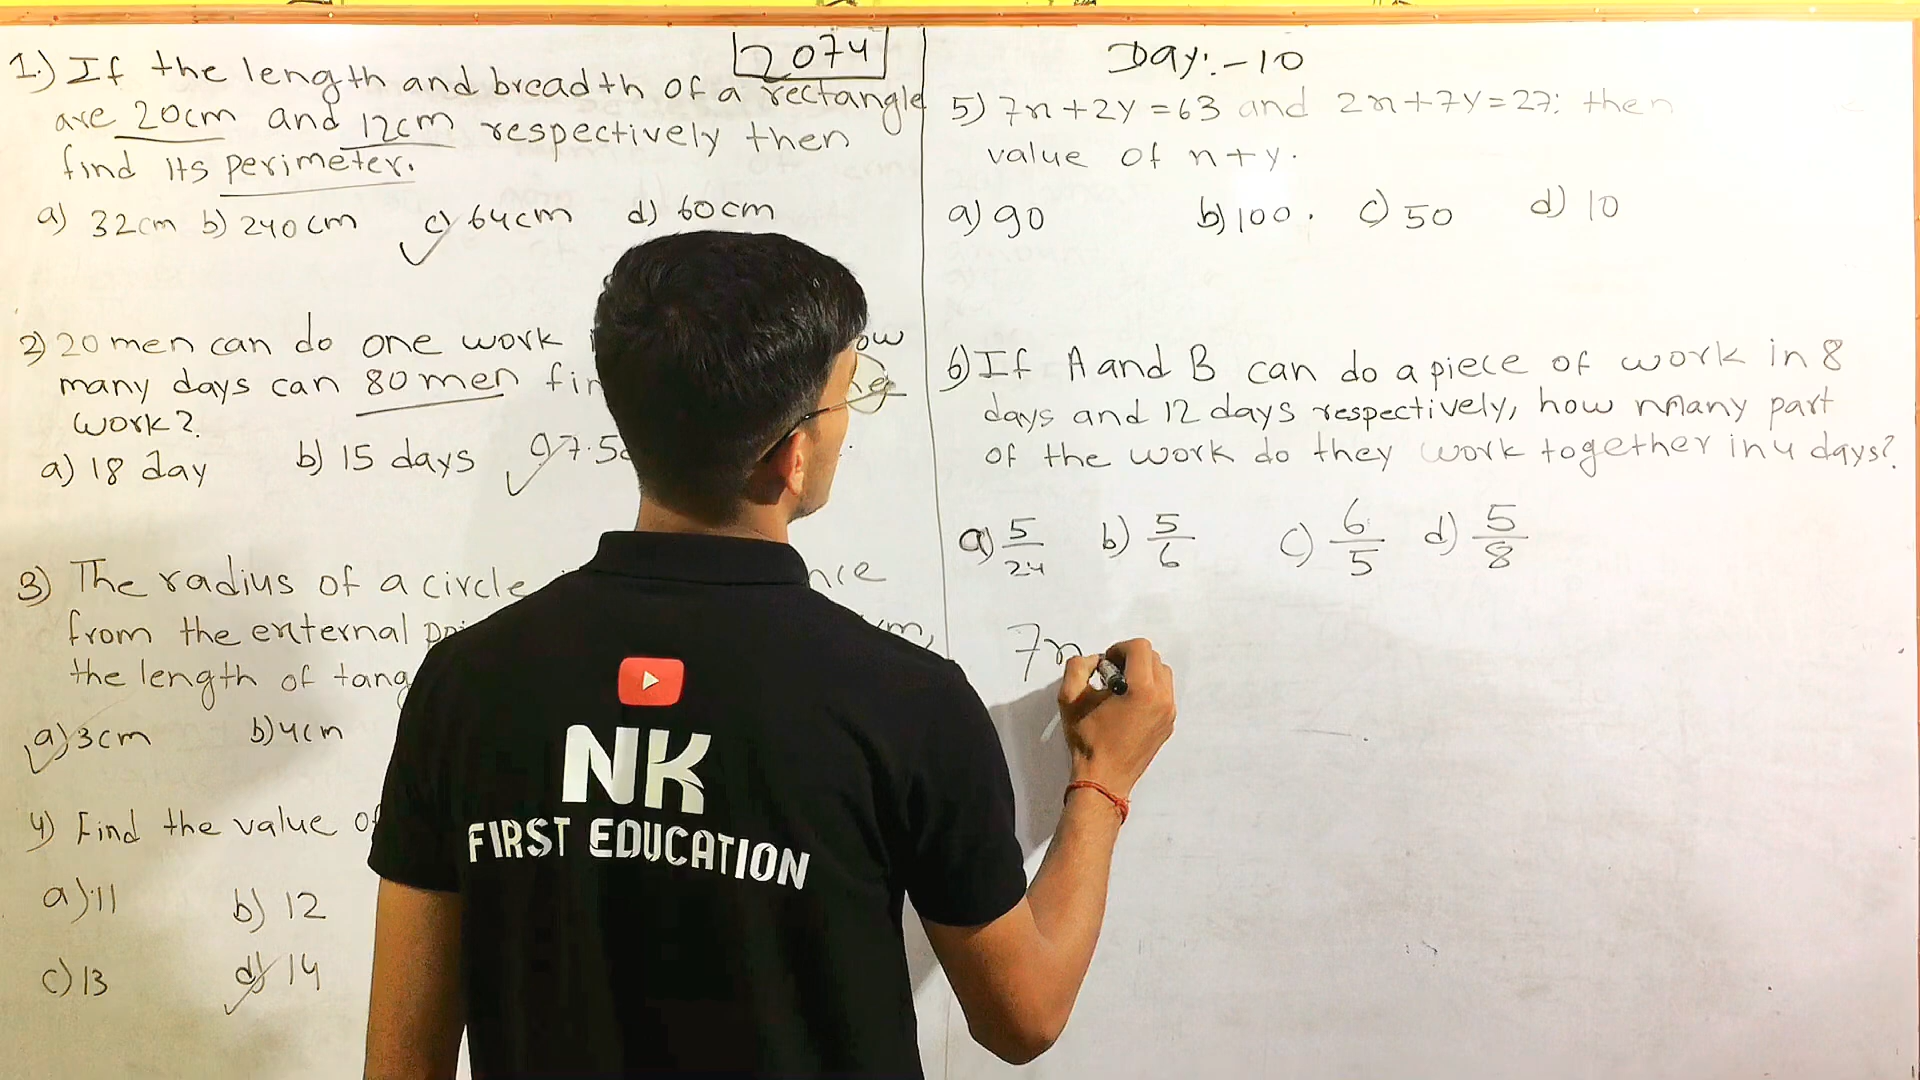 2074
1.) If the length and breadth of a rectangle
are 20cm and 12cm respectively then
find its perimeter.
a) 32cm b) 240cm c) 64cm d) 60cm
2) 20 men can do one work
many days can 80 men
work?
a) 18 day b) 15 days c) 7.5
3) The radius of a circle
from the external
the length of
a) 3cm b) 4cm
4) Find the value
a) 11 b) 12
c) 13 d) 14
Day:-10
5) 7x+2y=63 and 2x+7y=27; then
value of x+y.
a) 90 b) 100. c) 50 d) 10
6) If A and B can do a piece of work in 8
days and 12 days respectively, how many part
of the work do they work together in 4 days?
a) 5/24 b) 5/6 c) 6/5 d) 5/8
7x
NK
FIRST EDUCATION